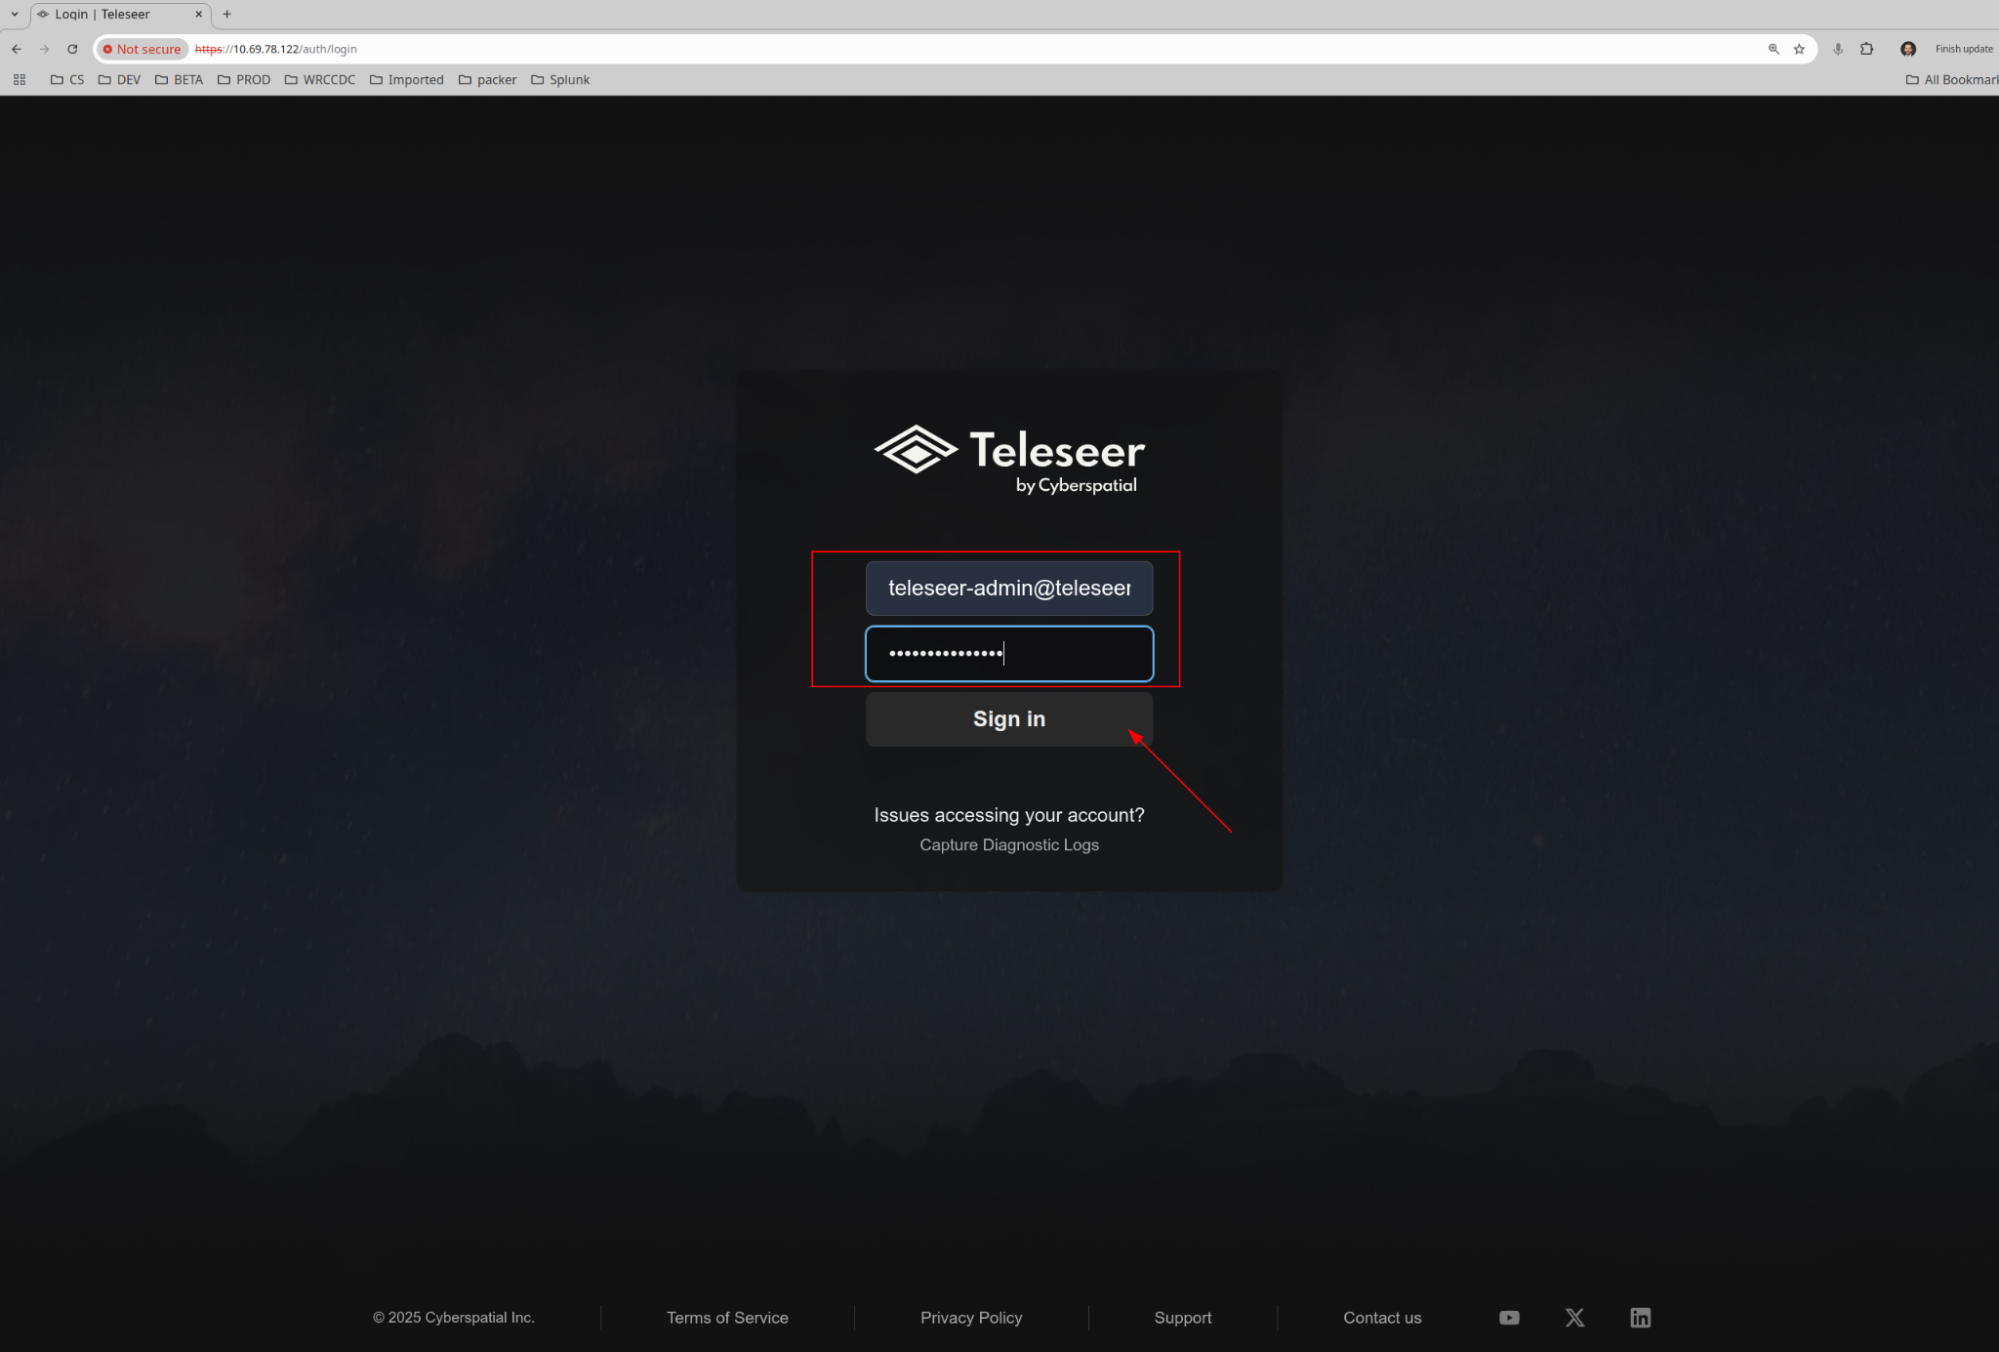 Login | Teleseer
Not secure https://10.69.78.122/auth/login Finish update
CS DEV BETA PROD WRCCDC Imported packer Splunk All Bookmark
Teleseer
by Cyberspatial
teleseer-admin@teleseer
•••••••••••••••
Sign in
Issues accessing your account?
Capture Diagnostic Logs
© 2025 Cyberspatial Inc. Terms of Service Privacy Policy Support Contact us